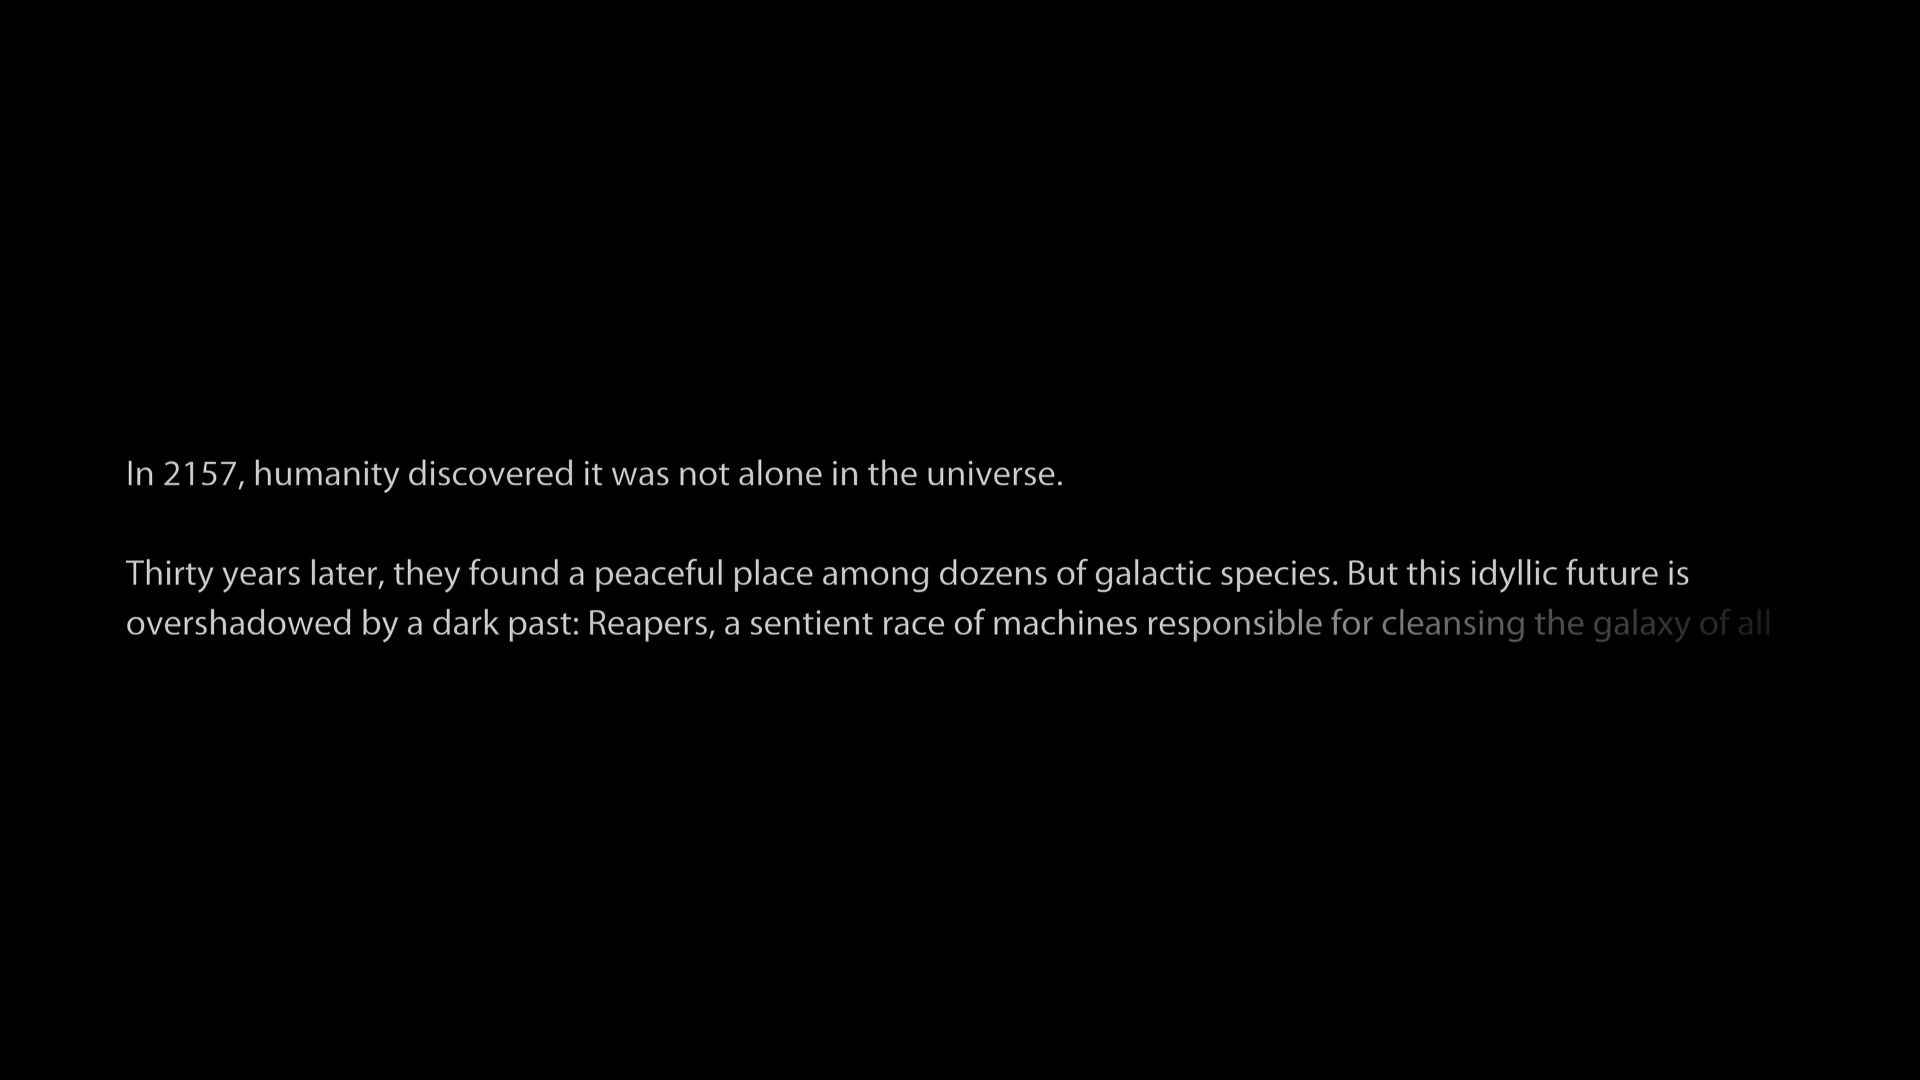 In 2157, humanity discovered it was not alone in the universe.
Thirty years later, they found a peaceful place among dozens of galactic species. But this idyllic future is
overshadowed by a dark past: Reapers, a sentient race of machines responsible for cleansing the galaxy of all